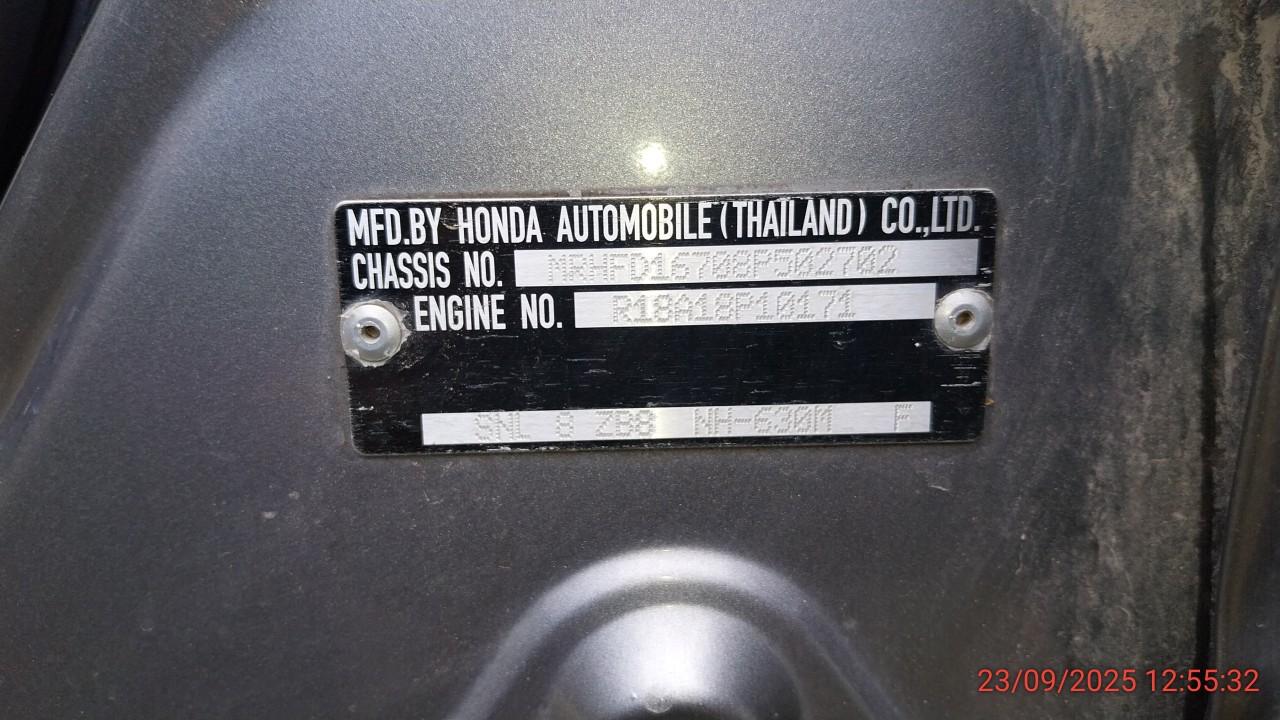 MFD.BY HONDA AUTOMOBILE (THAILAND) CO.,LTD.
CHASSIS NO. MRHFD16708P502702
ENGINE NO. R18A18P10171
SNL 8 ZB8 NH-630M F
23/09/2025 12:55:32